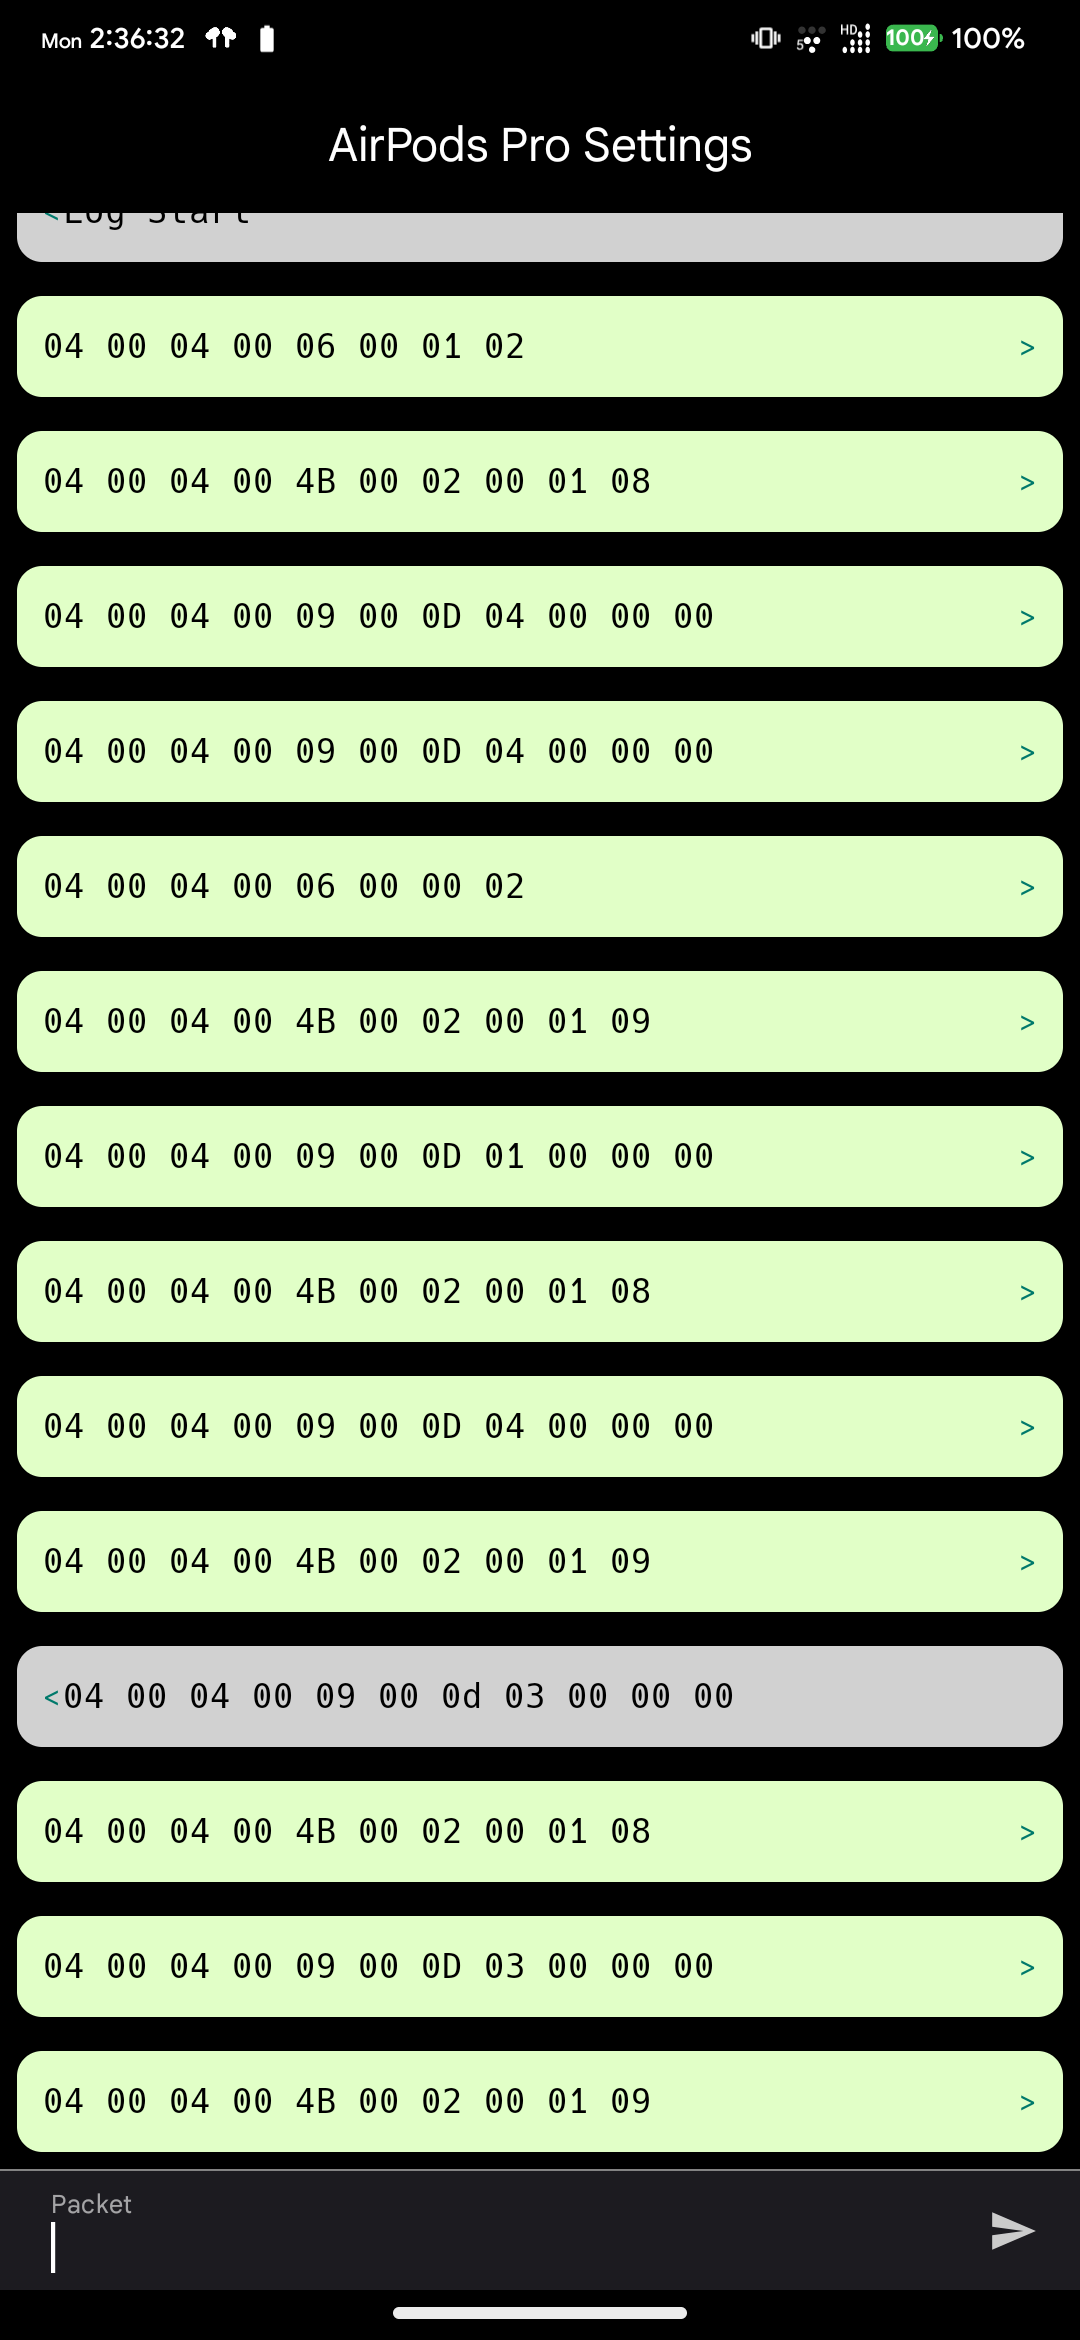 Mon 2:36:32 HD 5 100 100%
AirPods Pro Settings
<Log Start
04 00 04 00 06 00 01 02 >
04 00 04 00 4B 00 02 00 01 08 >
04 00 04 00 09 00 0D 04 00 00 00 >
04 00 04 00 09 00 0D 04 00 00 00 >
04 00 04 00 06 00 00 02 >
04 00 04 00 4B 00 02 00 01 09 >
04 00 04 00 09 00 0D 01 00 00 00 >
04 00 04 00 4B 00 02 00 01 08 >
04 00 04 00 09 00 0D 04 00 00 00 >
04 00 04 00 4B 00 02 00 01 09 >
<04 00 04 00 09 00 0d 03 00 00 00
04 00 04 00 4B 00 02 00 01 08 >
04 00 04 00 09 00 0D 03 00 00 00 >
04 00 04 00 4B 00 02 00 01 09 >
Packet